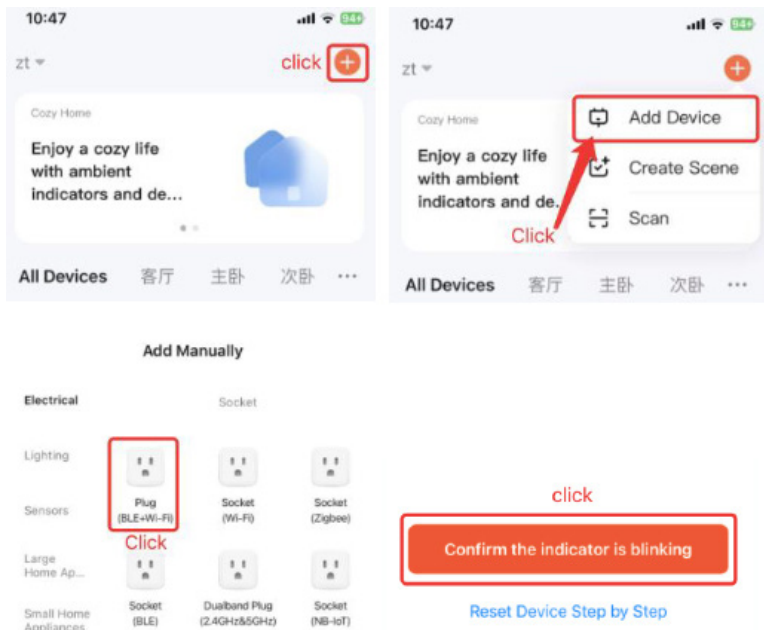 10:47
94+
zt
click
Cozy Home
Enjoy a cozy life
with ambient
indicators and de...
All Devices 客厅 主卧 次卧 ...
10:47
94+
zt
Add Device
Cozy Home
Enjoy a cozy life
with ambient
indicators and de.
Create Scene
Scan
Click
All Devices 客厅 主卧 次卧 ...
Add Manually
Electrical
Socket
Lighting
Sensors
Large
Home Ap...
Small Home
Appliances
Plug
(BLE+Wi-Fi)
Socket
(Wi-Fi)
Socket
(Zigbee)
Click
Socket
(BLE)
Dualband Plug
(2.4GHz&5GHz)
Socket
(NB-IoT)
click
Confirm the indicator is blinking
Reset Device Step by Step